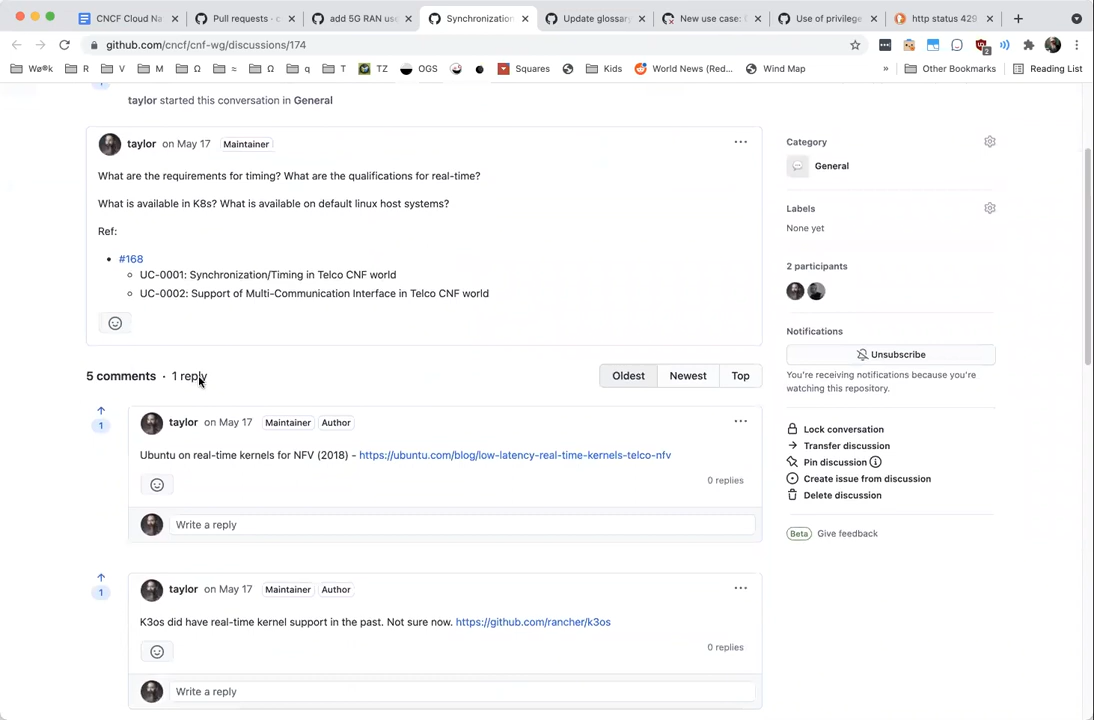 CNCF Cloud Na
Pull requests · c
add 5G RAN use
Synchronization
Update glossary
New use case:
Use of privilege
http status 429
github.com/cncf/cnf-wg/discussions/174
2
Wø®k
R
V
M
Ω
≈
Ω
q
T
TZ
OGS
Squares
Kids
World News (Red...
Wind Map
»
Other Bookmarks
Reading List
taylor started this conversation in General
taylor on May 17 Maintainer
What are the requirements for timing? What are the qualifications for real-time?
What is available in K8s? What is available on default linux host systems?
Ref:
• #168
UC-0001: Synchronization/Timing in Telco CNF world
UC-0002: Support of Multi-Communication Interface in Telco CNF world
5 comments · 1 reply
Oldest Newest Top
1
taylor on May 17 Maintainer Author
Ubuntu on real-time kernels for NFV (2018) - https://ubuntu.com/blog/low-latency-real-time-kernels-telco-nfv
0 replies
Write a reply
1
taylor on May 17 Maintainer Author
K3os did have real-time kernel support in the past. Not sure now. https://github.com/rancher/k3os
0 replies
Write a reply
Category
General
Labels
None yet
2 participants
Notifications
Unsubscribe
You're receiving notifications because you're
watching this repository.
Lock conversation
Transfer discussion
Pin discussion
Create issue from discussion
Delete discussion
Beta Give feedback